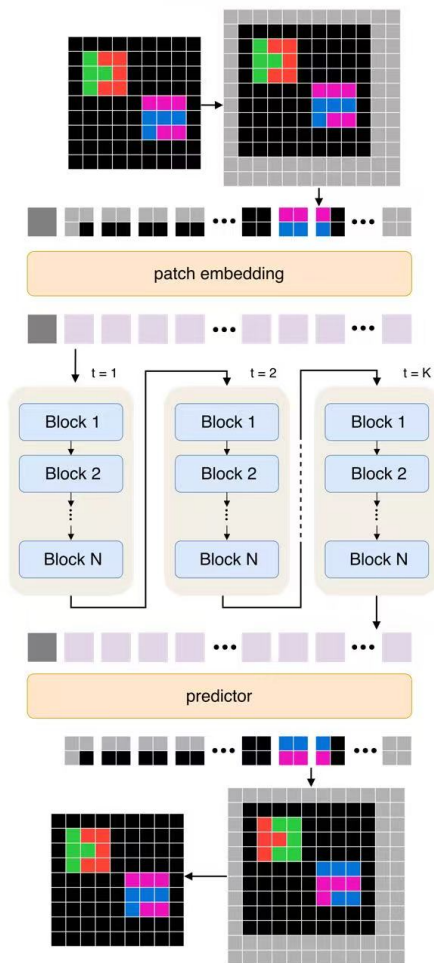 patch embedding
t = 1
t = 2
t = K
Block 1
Block 1
Block 1
Block 2
Block 2
Block 2
Block N
Block N
Block N
predictor